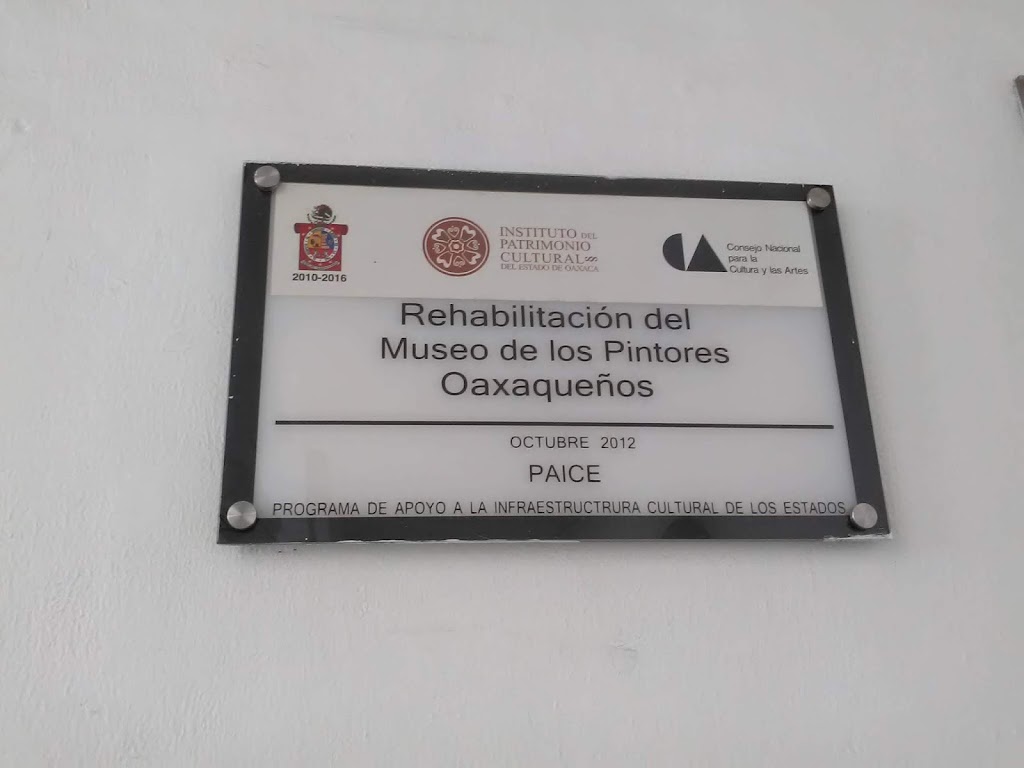 2010-2016
INSTITUTO DEL
PATRIMONIO
CULTURAL
DEL ESTADO DE OAXACA
Consejo Nacional
para la
Cultura y las Artes
Rehabilitación del
Museo de los Pintores
Oaxaqueños
OCTUBRE 2012
PAICE
PROGRAMA DE APOYO A LA INFRAESTRUCTRURA CULTURAL DE LOS ESTADOS